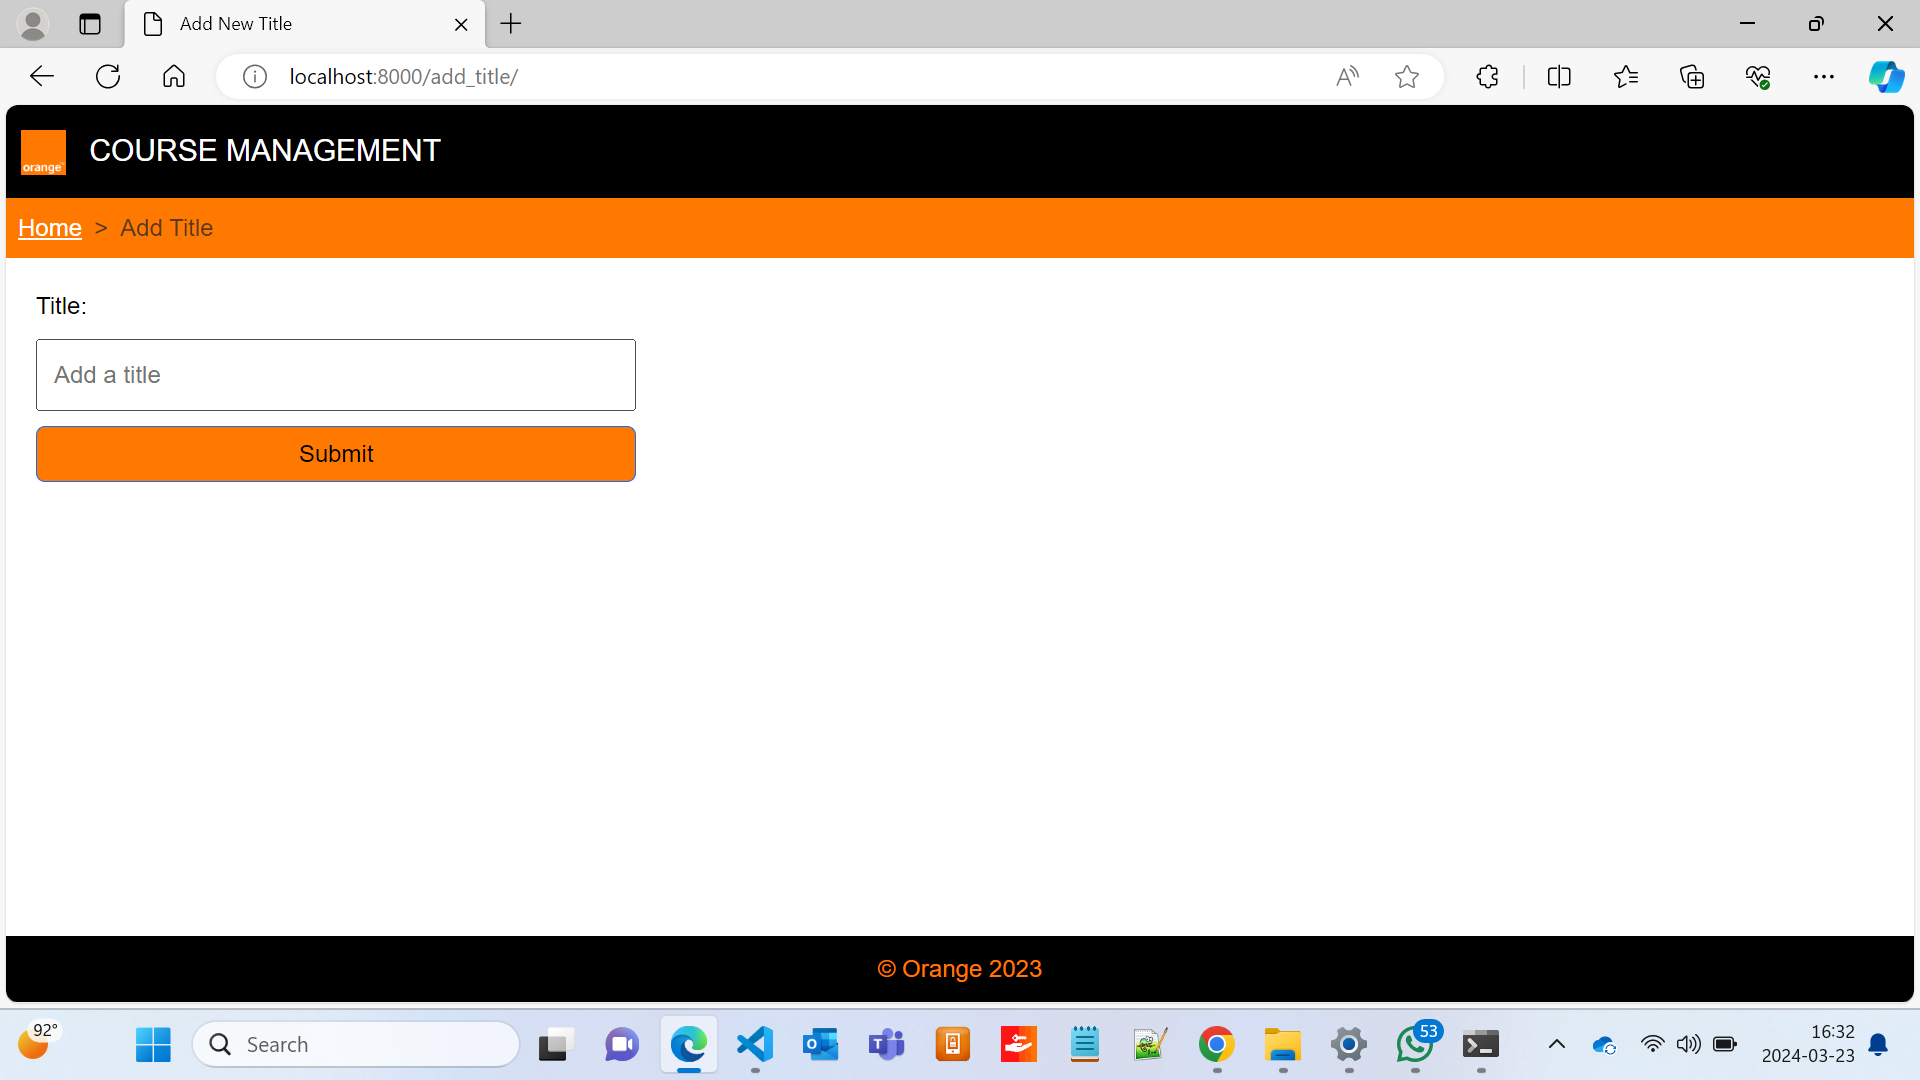 Add New Title
localhost:8000/add_title/
orange
COURSE MANAGEMENT
Home > Add Title
Title:
Add a title
Submit
© Orange 2023
92°
Search
53
16:32
2024-03-23